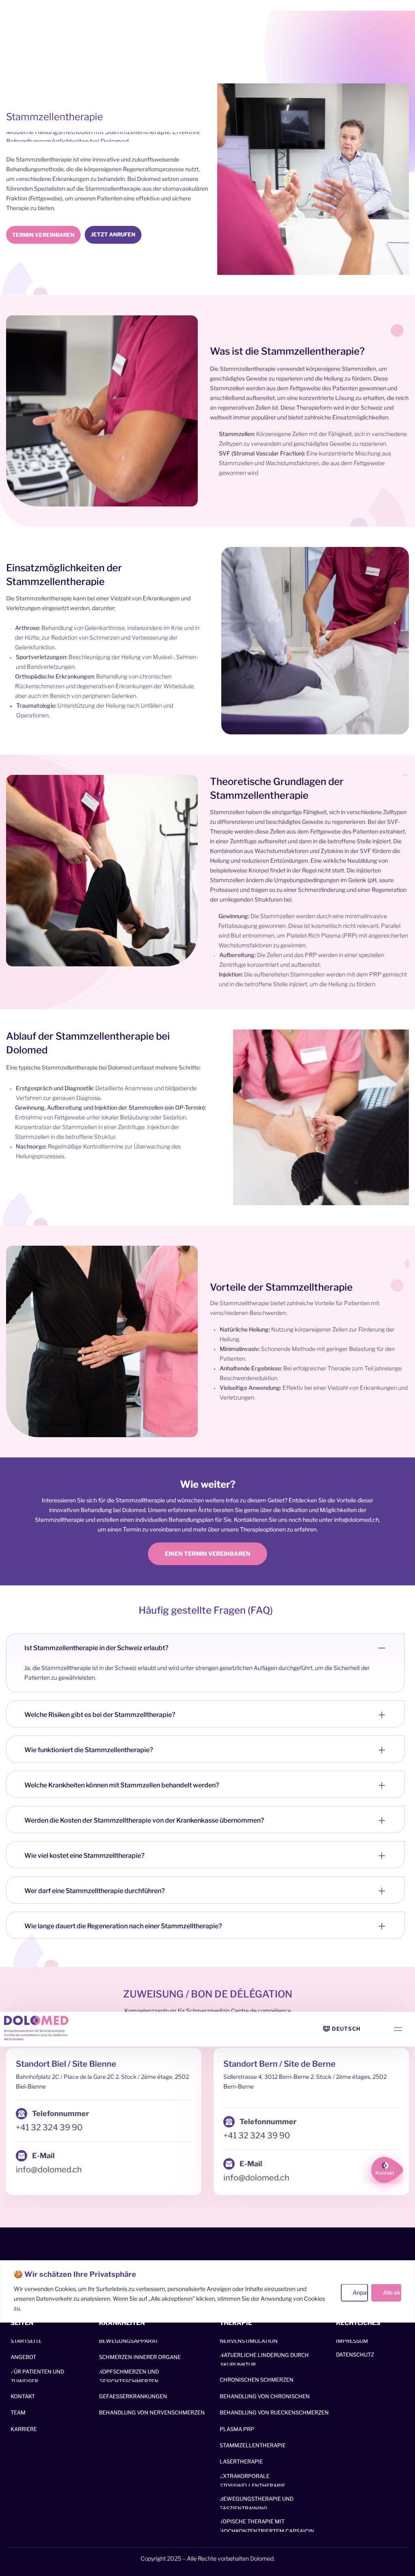 Stammzellentherapie
Moderne Heilungsmethoden mit Stammzellentherapie: Effektive
Behandlungsmöglichkeiten bei Dolomed
Die Stammzellentherapie ist eine innovative und zukunftsweisende
Behandlungsmethode, die die körpereigenen Regenerationsprozesse nutzt,
um verschiedene Erkrankungen zu behandeln. Bei Dolomed setzen unsere
führenden Spezialisten auf die Stammzellentherapie aus der stomavaskulären
Fraktion (Fettgewebe), um unseren Patienten eine effektive und sichere
Therapie zu bieten.
TERMIN VEREINBAREN
JETZT ANRUFEN
Was ist die Stammzellentherapie?
Die Stammzellentherapie verwendet körpereigene Stammzellen, um
geschädigtes Gewebe zu reparieren und die Heilung zu fördern. Diese
Stammzellen werden aus dem Fettgewebe des Patienten gewonnen und
anschließend aufbereitet, um eine konzentrierte Lösung zu erhalten, die reich
an regenerativen Zellen ist. Diese Therapieform wird in der Schweiz und
weltweit immer populärer und bietet zahlreiche Einsatzmöglichkeiten.
Stammzellen: Körpereigene Zellen mit der Fähigkeit, sich in verschiedene
Zelltypen zu verwandeln und geschädigtes Gewebe zu reparieren.
SVF (Stromal Vascular Fraction): Eine konzentrierte Mischung aus
Stammzellen und Wachstumsfaktoren, die aus dem Fettgewebe
gewonnen wird
Einsatzmöglichkeiten der
Stammzellentherapie
Die Stammzellentherapie kann bei einer Vielzahl von Erkrankungen und
Verletzungen eingesetzt werden, darunter:
Arthrose: Behandlung von Gelenkarthrose, insbesondere im Knie und in
der Hüfte, zur Reduktion von Schmerzen und Verbesserung der
Gelenkfunktion.
Sportverletzungen: Beschleunigung der Heilung von Muskel-, Sehnen-
und Bandverletzungen.
Orthopädische Erkrankungen: Behandlung von chronischen
Rückenschmerzen und degenerativen Erkrankungen der Wirbelsäule,
aber auch im Bereich von peripheren Gelenken.
Traumatologie: Unterstützung der Heilung nach Unfällen und
Operationen.
Theoretische Grundlagen der
Stammzellentherapie
Stammzellen haben die einzigartige Fähigkeit, sich in verschiedene Zelltypen
zu differenzieren und beschädigtes Gewebe zu regenerieren. Bei der SVF-
Therapie werden diese Zellen aus dem Fettgewebe des Patienten extrahiert,
in einer Zentrifuge aufbereitet und dann in die betroffene Stelle injiziert. Die
Kombination aus Wachstumsfaktoren und Zytokine in der SVF fördern die
Heilung und reduzieren Entzündungen. Eine wirkliche Neubildung von
beispielsweise Knorpel findet in der Regel nicht statt. Die injizierten
Stammzellen ändern die Umgebungsbedingungen im Gelenk (pH, saure
Proteasen) und tragen so zu einer Schmerzlinderung und einer Regeneration
der umliegenden Strukturen bei.
Gewinnung: Die Stammzellen werden durch eine minimalinvasive
Fettabsaugung gewonnen. Diese ist kosmetisch nicht relevant. Parallel
wird Blut entnommen, um Platelet Rich Plasma (PRP) mit angereicherten
Wachstumsfaktoren zu gewinnen.
Aufbereitung: Die Zellen und das PRP werden in einer speziellen
Zentrifuge konzentriert und aufbereitet.
Injektion: Die aufbereiteten Stammzellen werden mit dem PRP gemischt
und in die betroffene Stelle injiziert, um die Heilung zu fördern.
Ablauf der Stammzellentherapie bei
Dolomed
Eine typische Stammzellentherapie bei Dolomed umfasst mehrere Schritte:
Erstgespräch und Diagnostik: Detaillierte Anamnese und bildgebende
Verfahren zur genauen Diagnose.
Gewinnung, Aufbereitung und Injektion der Stammzellen (ein OP-Termin):
Entnahme von Fettgewebe unter lokaler Betäubung oder Sedation.
Konzentration der Stammzellen in einer Zentrifuge. Injektion der
Stammzellen in die betroffene Struktur.
Nachsorge: Regelmäßige Kontrolltermine zur Überwachung des
Heilungsprozesses.
Vorteile der Stammzelltherapie
Die Stammzelltherapie bietet zahlreiche Vorteile für Patienten mit
verschiedenen Beschwerden:
Natürliche Heilung: Nutzung körpereigener Zellen zur Förderung der
Heilung.
Minimalinvasiv: Schonende Methode mit geringer Belastung für den
Patienten.
Anhaltende Ergebnisse: Bei erfolgreicher Therapie zum Teil jahrelange
Beschwerdereduktion.
Vielseitige Anwendung: Effektiv bei einer Vielzahl von Erkrankungen und
Verletzungen.
Wie weiter?
Interessieren Sie sich für die Stammzelltherapie und wünschen weitere Infos zu diesem Gebiet? Entdecken Sie die Vorteile dieser
innovativen Behandlung bei Dolomed. Unsere erfahrenen Ärzte beraten Sie gerne über die Indikation und Möglichkeiten der
Stammzelltherapie und erstellen einen individuellen Behandlungsplan für Sie. Kontaktieren Sie uns noch heute unter info@dolomed.ch,
um einen Termin zu vereinbaren und mehr über unsere Therapieoptionen zu erfahren.
EINEN TERMIN VEREINBAREN
Häufig gestellte Fragen (FAQ)
Ist Stammzellentherapie in der Schweiz erlaubt?
Ja, die Stammzelltherapie ist in der Schweiz erlaubt und wird unter strengen gesetzlichen Auflagen durchgeführt, um die Sicherheit der
Patienten zu gewährleisten.
Welche Risiken gibt es bei der Stammzelltherapie?
Wie funktioniert die Stammzellentherapie?
Welche Krankheiten können mit Stammzellen behandelt werden?
Werden die Kosten der Stammzelltherapie von der Krankenkasse übernommen?
Wie viel kostet eine Stammzelltherapie?
Wer darf eine Stammzelltherapie durchführen?
Wie lange dauert die Regeneration nach einer Stammzelltherapie?
ZUWEISUNG / BON DE DÉLÉGATION
Kompetenzzentrum für Schmerzmedizin Centre de compétence
DOLOMED
Kompetenzzentrum für Schmerzmedizin
Centre de compétence pour la médecine
de la douleur
DEUTSCH
Standort Biel / Site Bienne
Bahnhofplatz 2C / Place de la Gare 2C 2. Stock / 2ème étage, 2502
Biel-Bienne
Telefonnummer
+41 32 324 39 90
E-Mail
info@dolomed.ch
Standort Bern / Site de Berne
Sidlerstrasse 4, 3012 Bern-Berne 2. Stock / 2ème étages, 2502
Bern-Berne
Telefonnummer
+41 32 324 39 90
E-Mail
info@dolomed.ch
Kontakt
Wir schätzen Ihre Privatsphäre
Wir verwenden Cookies, um Ihr Surferlebnis zu verbessern, personalisierte Anzeigen oder Inhalte einzusetzen und
unseren Datenverkehr zu analysieren. Wenn Sie auf „Alle akzeptieren" klicken, stimmen Sie der Anwendung von Cookies
zu.
Anpa
Alle ak
SEITEN
STARTSEITE
ANGEBOT
FÜR PATIENTEN UND
ZUWEISER
KONTAKT
TEAM
KARRIERE
KRANKHEITEN
BEWEGUNGSAPPARAT
SCHMERZEN INNERER ORGANE
KOPFSCHMERZEN UND
GESICHTSSCHMERZEN
GEFAESSERKRANKUNGEN
BEHANDLUNG VON NERVENSCHMERZEN
THERAPIE
NERVENSTIMULATION
NATUERLICHE LINDERUNG DURCH
AKUPUNKTUR
CHRONISCHEN SCHMERZEN
BEHANDLUNG VON CHRONISCHEN
BEHANDLUNG VON RUECKENSCHMERZEN
PLASMA PRP
STAMMZELLENTHERAPIE
LASERTHERAPIE
EXTRAKORPORALE
STOSSWELLENTHERAPIE
BEWEGUNGSTHERAPIE UND
FASZIENTRAINING
TOPISCHE THERAPIE MIT
HOCHKONZENTRIERTEM CAPSAICIN
RECHTLICHES
IMPRESSUM
DATENSCHUTZ
Copyright 2025 – Alle Rechte vorbehalten Dolomed.